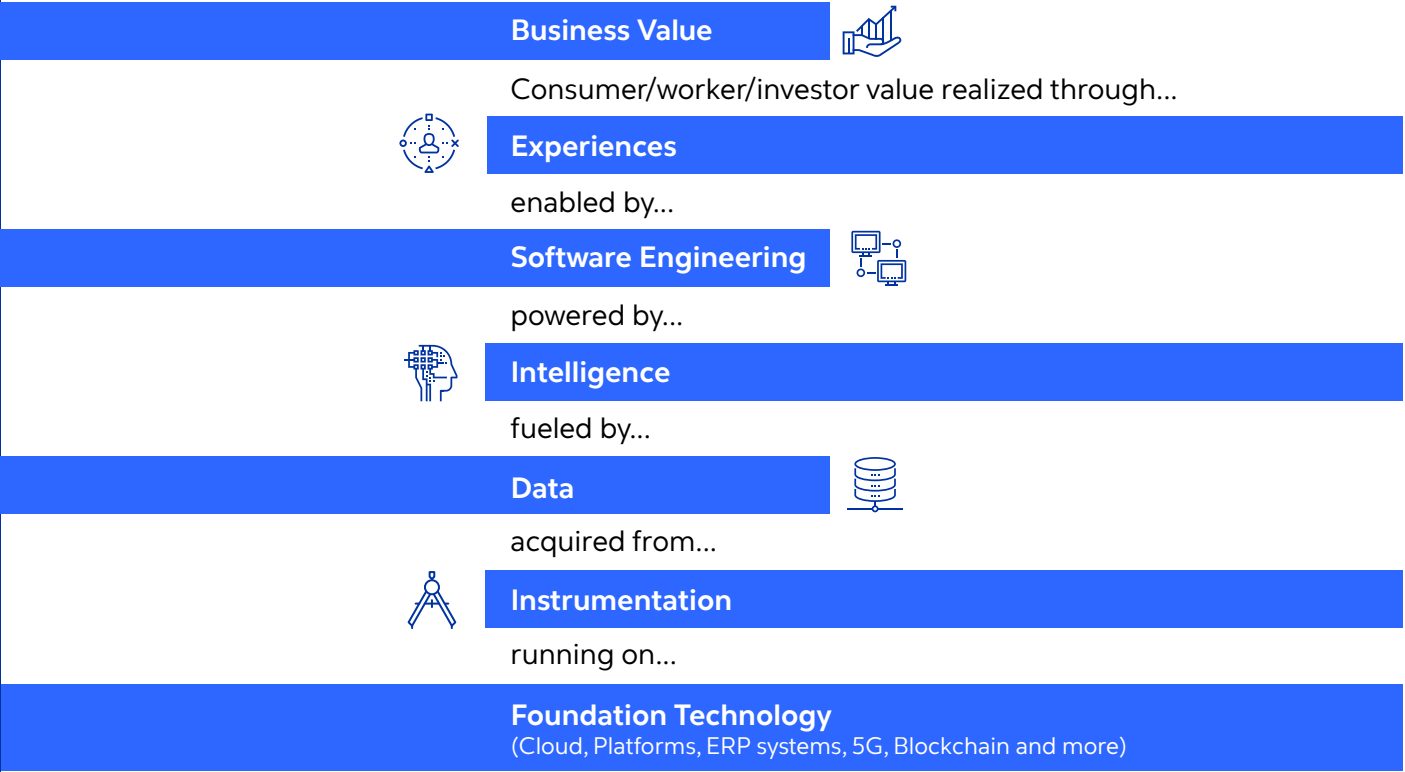 Business Value
Consumer/worker/investor value realized through...
Experiences
enabled by...
Software Engineering
powered by...
Intelligence
fueled by...
Data
acquired from...
Instrumentation
running on...
Foundation Technology
(Cloud, Platforms, ERP systems, 5G, Blockchain and more)